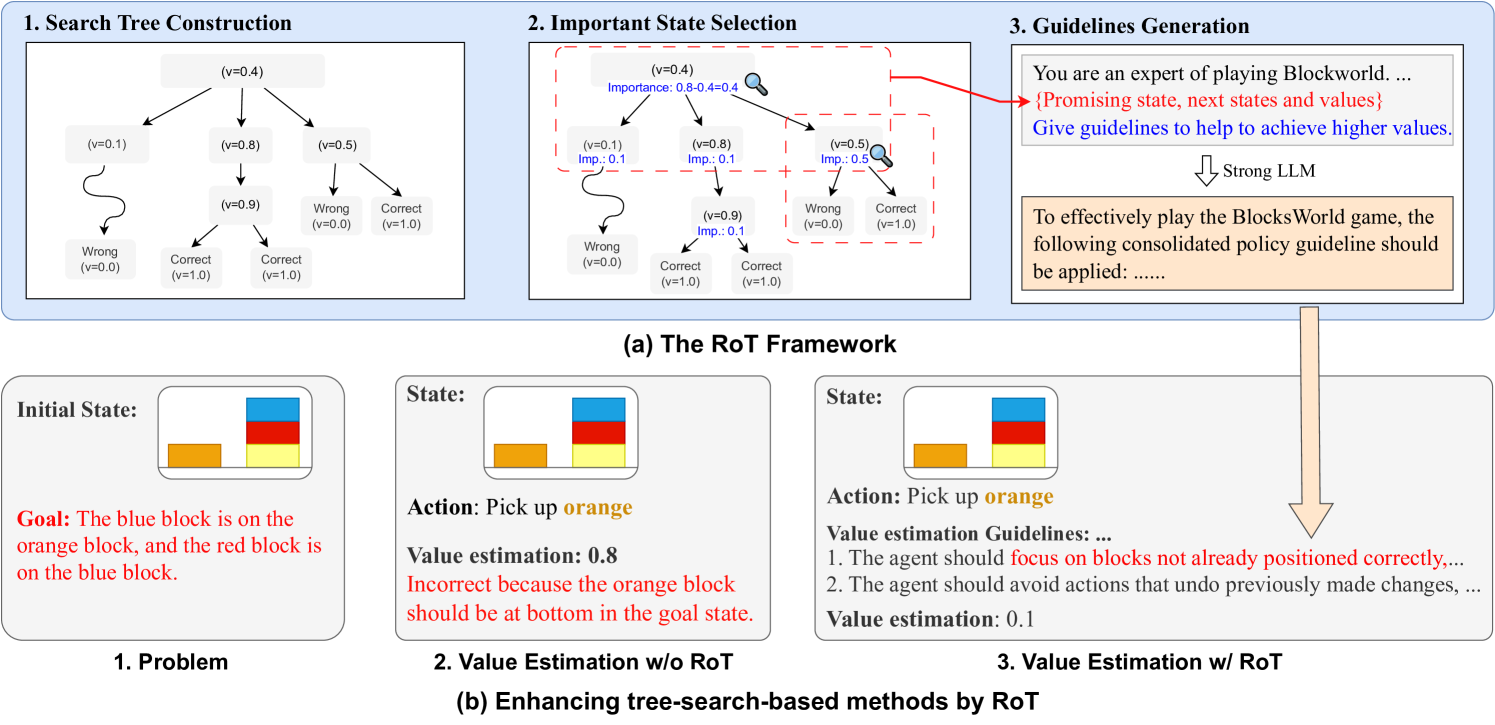 1. Search Tree Construction
(v=0.4)
(v=0.1)
(v=0.8)
(v=0.5)
(v=0.9)
Wrong
(v=0.0)
Correct
(v=1.0)
Wrong
(v=0.0)
Correct
(v=1.0)
Correct
(v=1.0)
2. Important State Selection
(v=0.4)
Importance: 0.8-0.4=0.4
(v=0.1)
Imp.: 0.1
(v=0.8)
Imp.: 0.1
(v=0.5)
Imp.: 0.5
(v=0.9)
Imp.: 0.1
Wrong
(v=0.0)
Correct
(v=1.0)
Wrong
(v=0.0)
Correct
(v=1.0)
Correct
(v=1.0)
3. Guidelines Generation
You are an expert of playing Blockworld. ...
{Promising state, next states and values}
Give guidelines to help to achieve higher values.
Strong LLM
To effectively play the BlocksWorld game, the
following consolidated policy guideline should
be applied: ......
(a) The RoT Framework
Initial State:
Goal: The blue block is on the
orange block, and the red block is
on the blue block.
1. Problem
State:
Action: Pick up orange
Value estimation: 0.8
Incorrect because the orange block
should be at bottom in the goal state.
2. Value Estimation w/o RoT
State:
Action: Pick up orange
Value estimation Guidelines: ...
1. The agent should focus on blocks not already positioned correctly,...
2. The agent should avoid actions that undo previously made changes, ...
Value estimation: 0.1
3. Value Estimation w/ RoT
(b) Enhancing tree-search-based methods by RoT